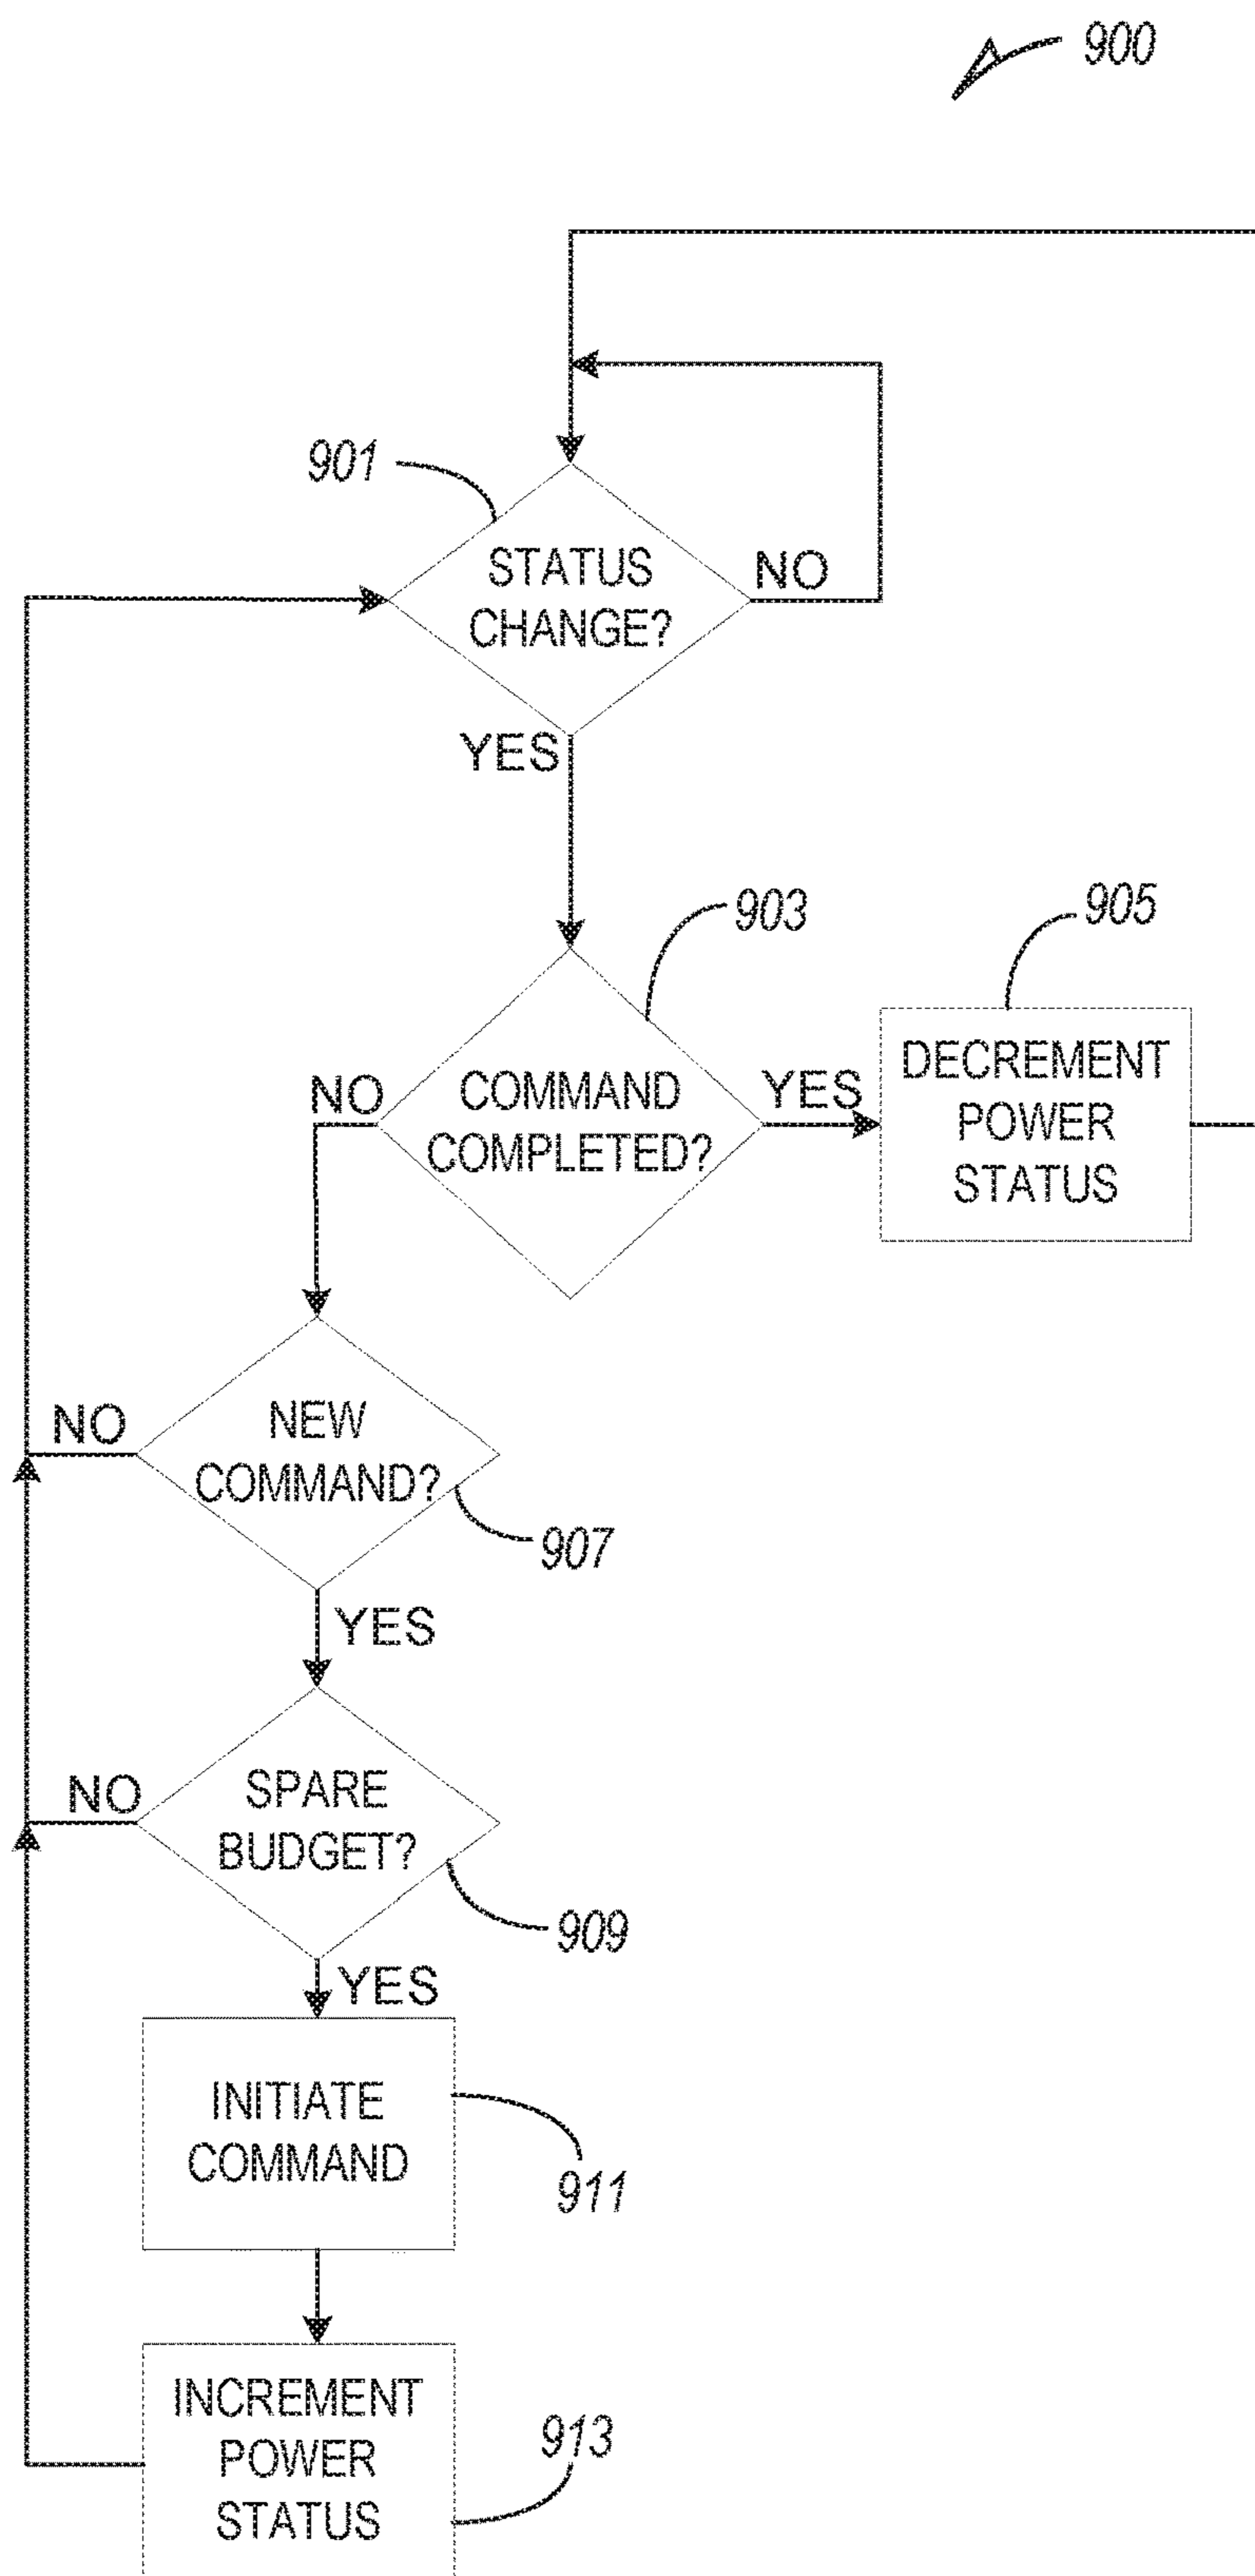 900
901
STATUS
CHANGE?
NO
YES
903
905
NO
COMMAND
COMPLETED?
YES
DECREMENT
POWER
STATUS
NO
NEW
COMMAND?
907
YES
NO
SPARE
BUDGET?
909
YES
INITIATE
COMMAND
911
INCREMENT
POWER
STATUS
913